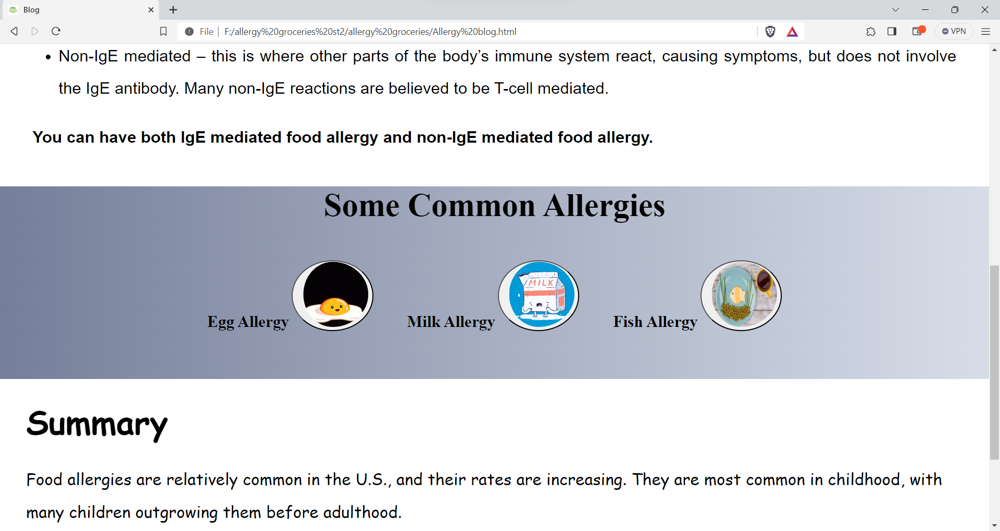 Blog
File F:/allergy%20groceries%20st2/allergy%20groceries/Allergy%20blog.html
VPN
• Non-IgE mediated – this is where other parts of the body’s immune system react, causing symptoms, but does not involve
the IgE antibody. Many non-IgE reactions are believed to be T-cell mediated.
You can have both IgE mediated food allergy and non-IgE mediated food allergy.
Some Common Allergies
MILK
Egg Allergy Milk Allergy Fish Allergy
Summary
Food allergies are relatively common in the U.S., and their rates are increasing. They are most common in childhood, with
many children outgrowing them before adulthood.